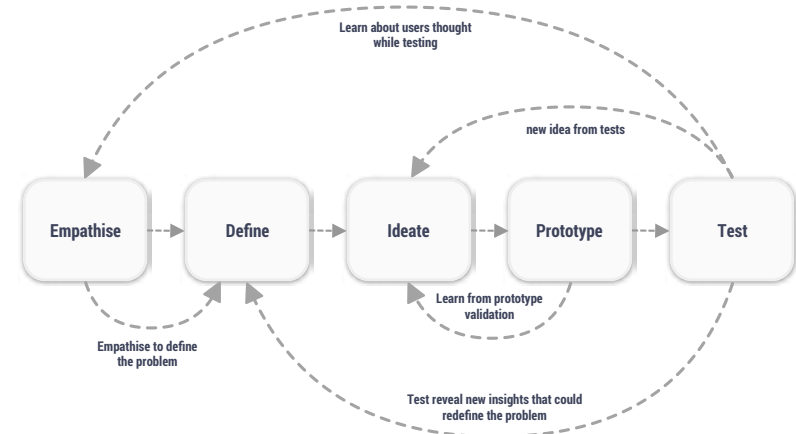 Learn about users thought
while testing
new idea from tests
Empathise
Define
Ideate
Prototype
Test
Learn from prototype
validation
Empathise to define
the problem
Test reveal new insights that could
redefine the problem